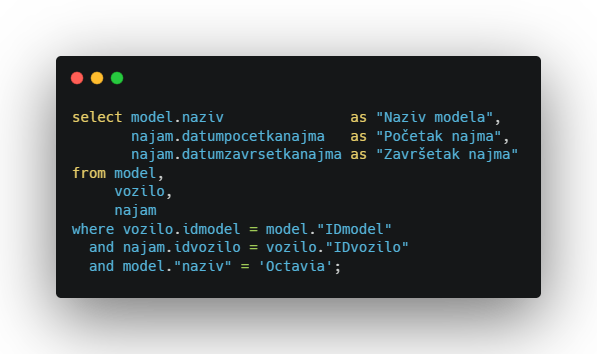 select model.naziv               as "Naziv modela",
       najam.datumpocetkanajma   as "Početak najma",
       najam.datumzavrsetkanajma as "Završetak najma"
from model,
     vozilo,
     najam
where vozilo.idmodel = model."IDmodel"
  and najam.idvozilo = vozilo."IDvozilo"
  and model."naziv" = 'Octavia';